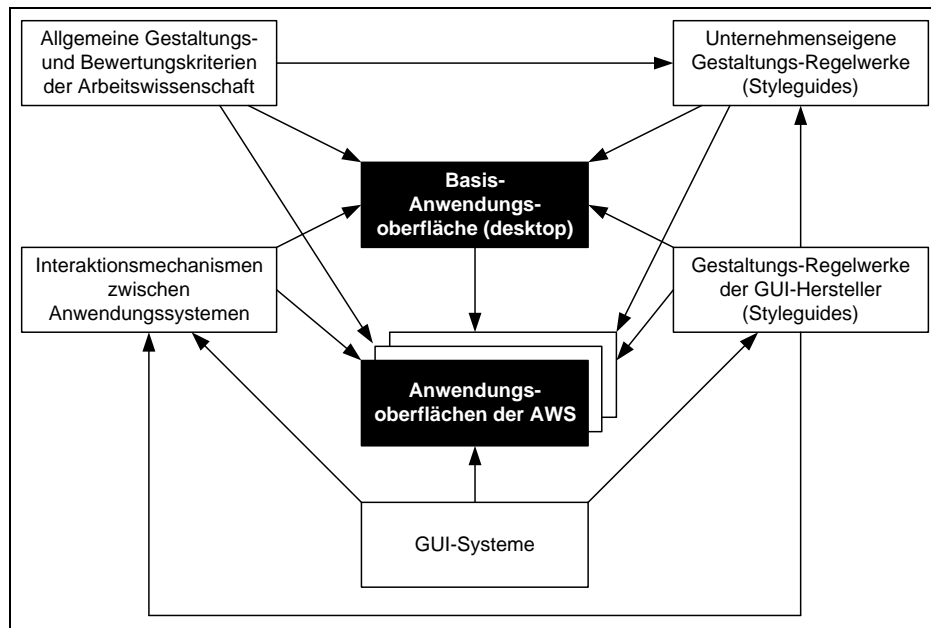 Allgemeine Gestaltungs-
und Bewertungskriterien
der Arbeitswissenschaft
Unternehmenseigene
Gestaltungs-Regelwerke
(Styleguides)
Basis-
Anwendungs-
oberfläche (desktop)
Interaktionsmechanismen
zwischen
Anwendungssystemen
Gestaltungs-Regelwerke
der GUI-Hersteller
(Styleguides)
Anwendungs-
oberflächen der AWS
GUI-Systeme